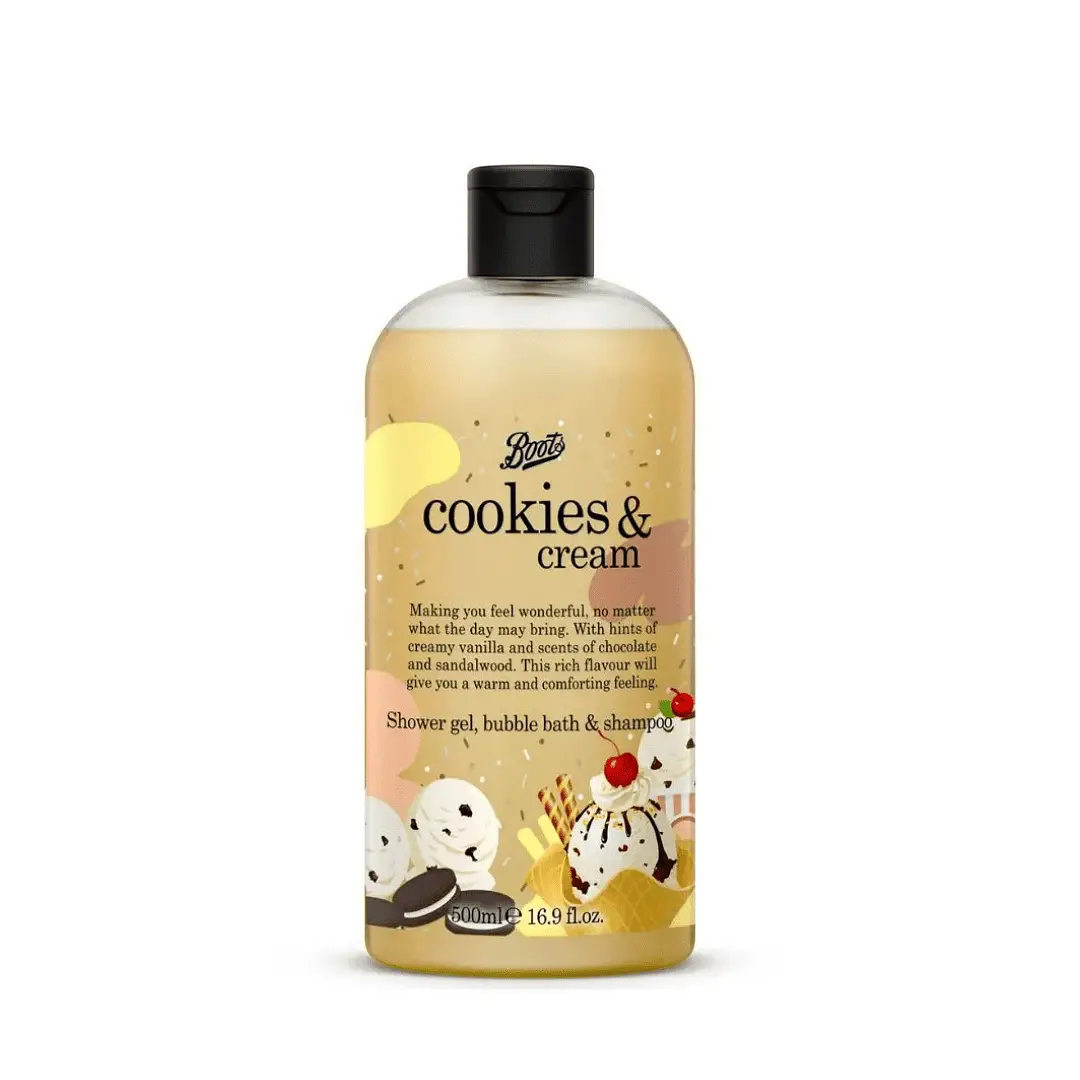 Boots
cookies &
cream
Making you feel wonderful, no matter
what the day may bring. With hints of
creamy vanilla and scents of chocolate
and sandalwood. This rich flavour will
give you a warm and comforting feeling.
Shower gel, bubble bath & shampoo
500ml℮ 16.9 fl.oz.